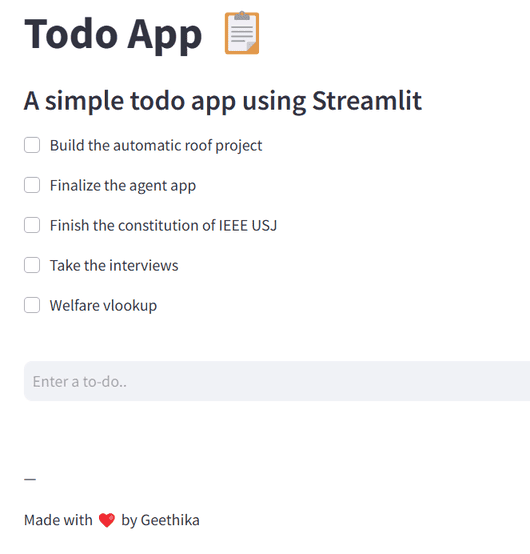 Todo App 📋
A simple todo app using Streamlit
Build the automatic roof project
Finalize the agent app
Finish the constitution of IEEE USJ
Take the interviews
Welfare vlookup
Enter a to-do..
—
Made with ❤️ by Geethika